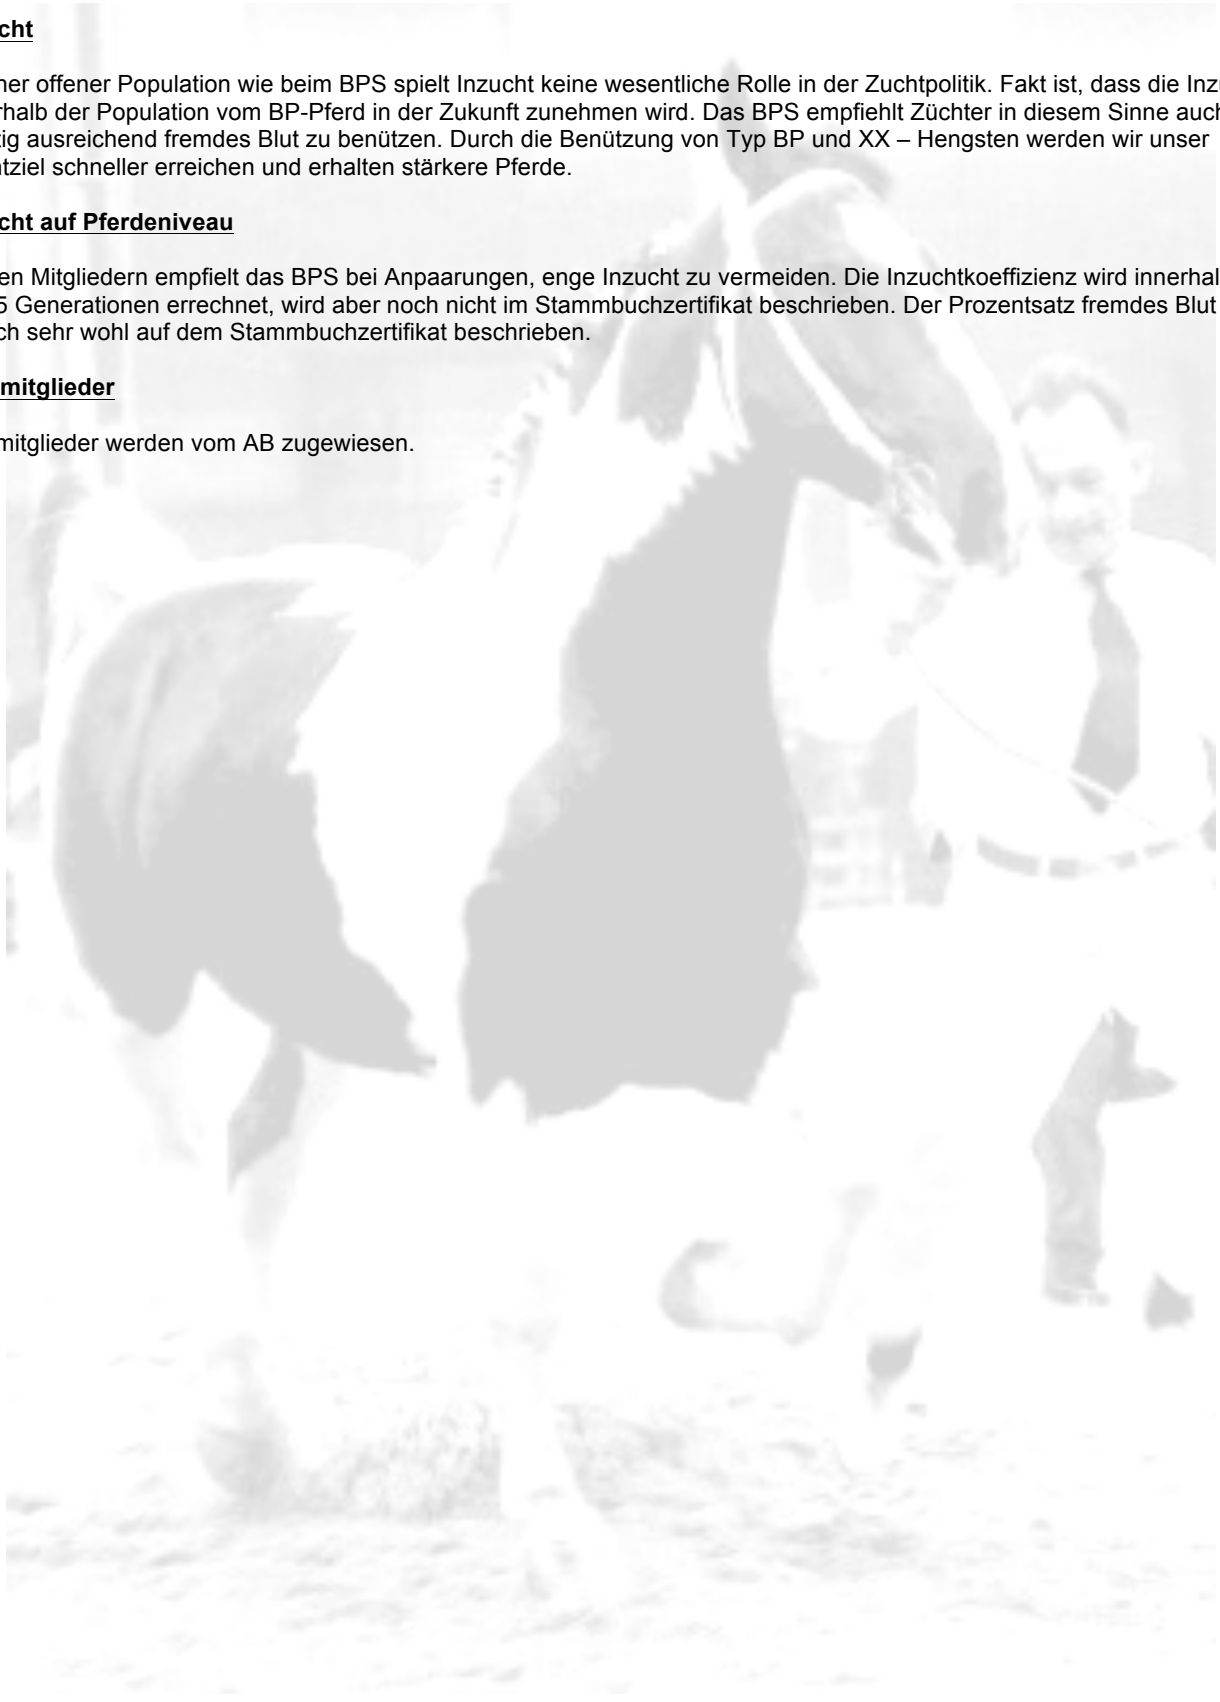 cht
ner offener Population wie beim BPS spielt Inzucht keine wesentliche Rolle in der Zuchtpolitik. Fakt ist, dass die Inzu
rhalb der Population vom BP-Pferd in der Zukunft zunehmen wird. Das BPS empfiehlt Züchter in diesem Sinne auch
tig ausreichend fremdes Blut zu benützen. Durch die Benützung von Typ BP und XX – Hengsten werden wir unser
htziel schneller erreichen und erhalten stärkere Pferde.
cht auf Pferdeniveau
en Mitgliedern empfielt das BPS bei Anpaarungen, enge Inzucht zu vermeiden. Die Inzuchtkoeffizienz wird innerhal
5 Generationen errechnet, wird aber noch nicht im Stammbuchzertifikat beschrieben. Der Prozentsatz fremdes Blut
ch sehr wohl auf dem Stammbuchzertifikat beschrieben.
mitglieder
mitglieder werden vom AB zugewiesen.